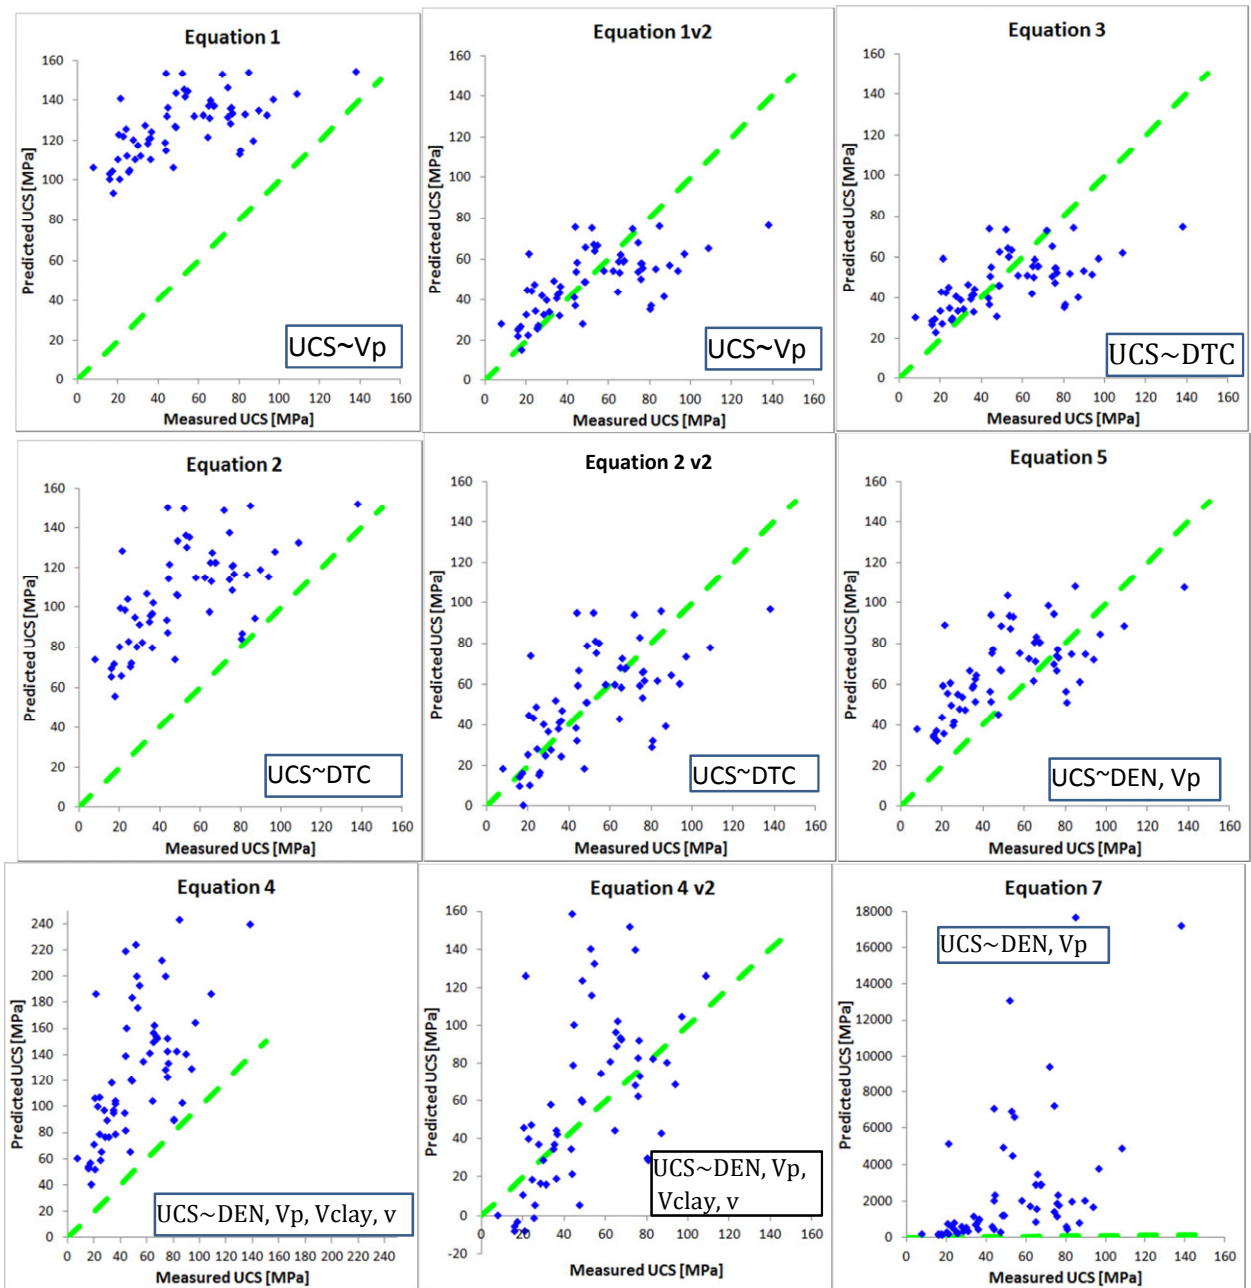 Equation 1
Predicted UCS [MPa]
160
140
120
100
80
60
40
20
0
UCS~Vp
0 20 40 60 80 100 120 140 160
Measured UCS [MPa]
Equation 1v2
Predicted UCS [MPa]
160
140
120
100
80
60
40
20
0
UCS~Vp
0 20 40 60 80 100 120 140 160
Measured UCS [MPa]
Equation 3
Predicted UCS [MPa]
160
140
120
100
80
60
40
20
0
UCS~DTC
0 20 40 60 80 100 120 140 160
Measured UCS [MPa]
Equation 2
Predicted UCS [MPa]
160
140
120
100
80
60
40
20
0
UCS~DTC
0 20 40 60 80 100 120 140 160
Measured UCS [MPa]
Equation 2 v2
Predicted UCS [MPa]
160
140
120
100
80
60
40
20
0
UCS~DTC
0 20 40 60 80 100 120 140 160
Measured UCS [MPa]
Equation 5
Predicted UCS [MPa]
160
140
120
100
80
60
40
20
0
UCS~DEN, Vp
0 20 40 60 80 100 120 140 160
Measured UCS [MPa]
Equation 4
Predicted UCS [MPa]
240
220
200
180
160
140
120
100
80
60
40
20
0
UCS~DEN, Vp, Vclay, v
0 20 40 60 80 100 120 140 160 180 200 220 240
Measured UCS [MPa]
Equation 4 v2
Predicted UCS [MPa]
160
140
120
100
80
60
40
20
0
-20
UCS~DEN, Vp,
Vclay, v
0 20 40 60 80 100 120 140 160
Measured UCS [MPa]
Equation 7
Predicted UCS [MPa]
18000
16000
14000
12000
10000
8000
6000
4000
2000
0
UCS~DEN, Vp
0 20 40 60 80 100 120 140 160
Measured UCS [MPa]